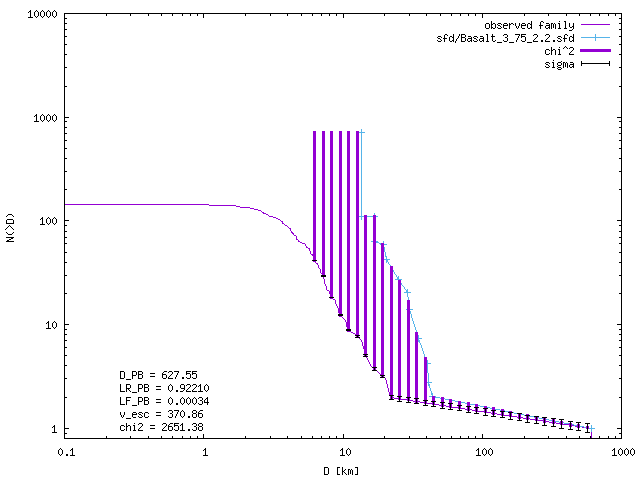 10000
1000
100
10
1
N(>D)
observed family
sfd/Basalt_3_75_2.2.sfd
chi^2
sigma
D_PB = 627.55
LR_PB = 0.92210
LF_PB = 0.00034
v_esc = 370.86
chi2 = 2651.38
0.1 1 10 100 1000
D [km]